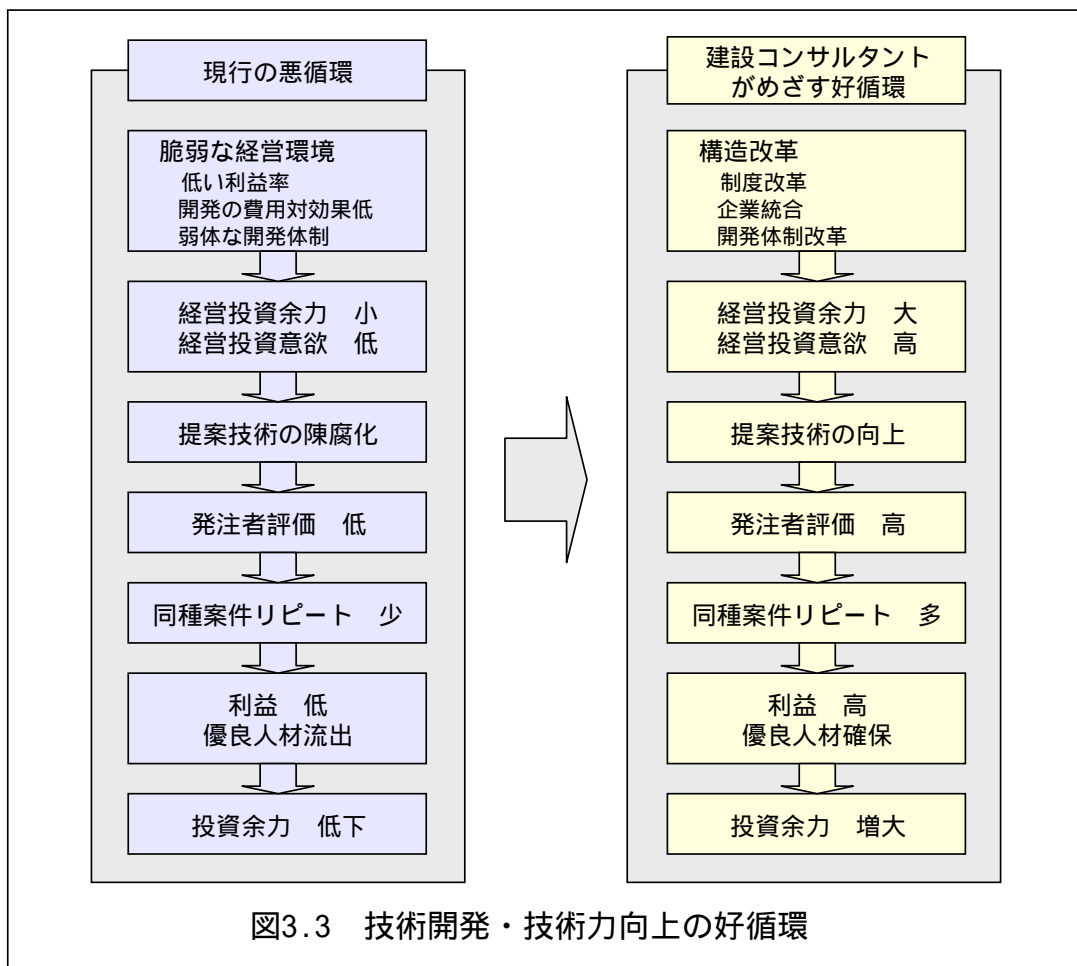 現行の悪循環
脆弱な経営環境
低い利益率
開発の費用対効果低
弱体な開発体制
経営投資余力　小
経営投資意欲　低
提案技術の陳腐化
発注者評価　低
同種案件リピート　少
利益　低
優良人材流出
投資余力　低下
建設コンサルタント
がめざす好循環
構造改革
制度改革
企業統合
開発体制改革
経営投資余力　大
経営投資意欲　高
提案技術の向上
発注者評価　高
同種案件リピート　多
利益　高
優良人材確保
投資余力　増大
図3.3　技術開発・技術力向上の好循環